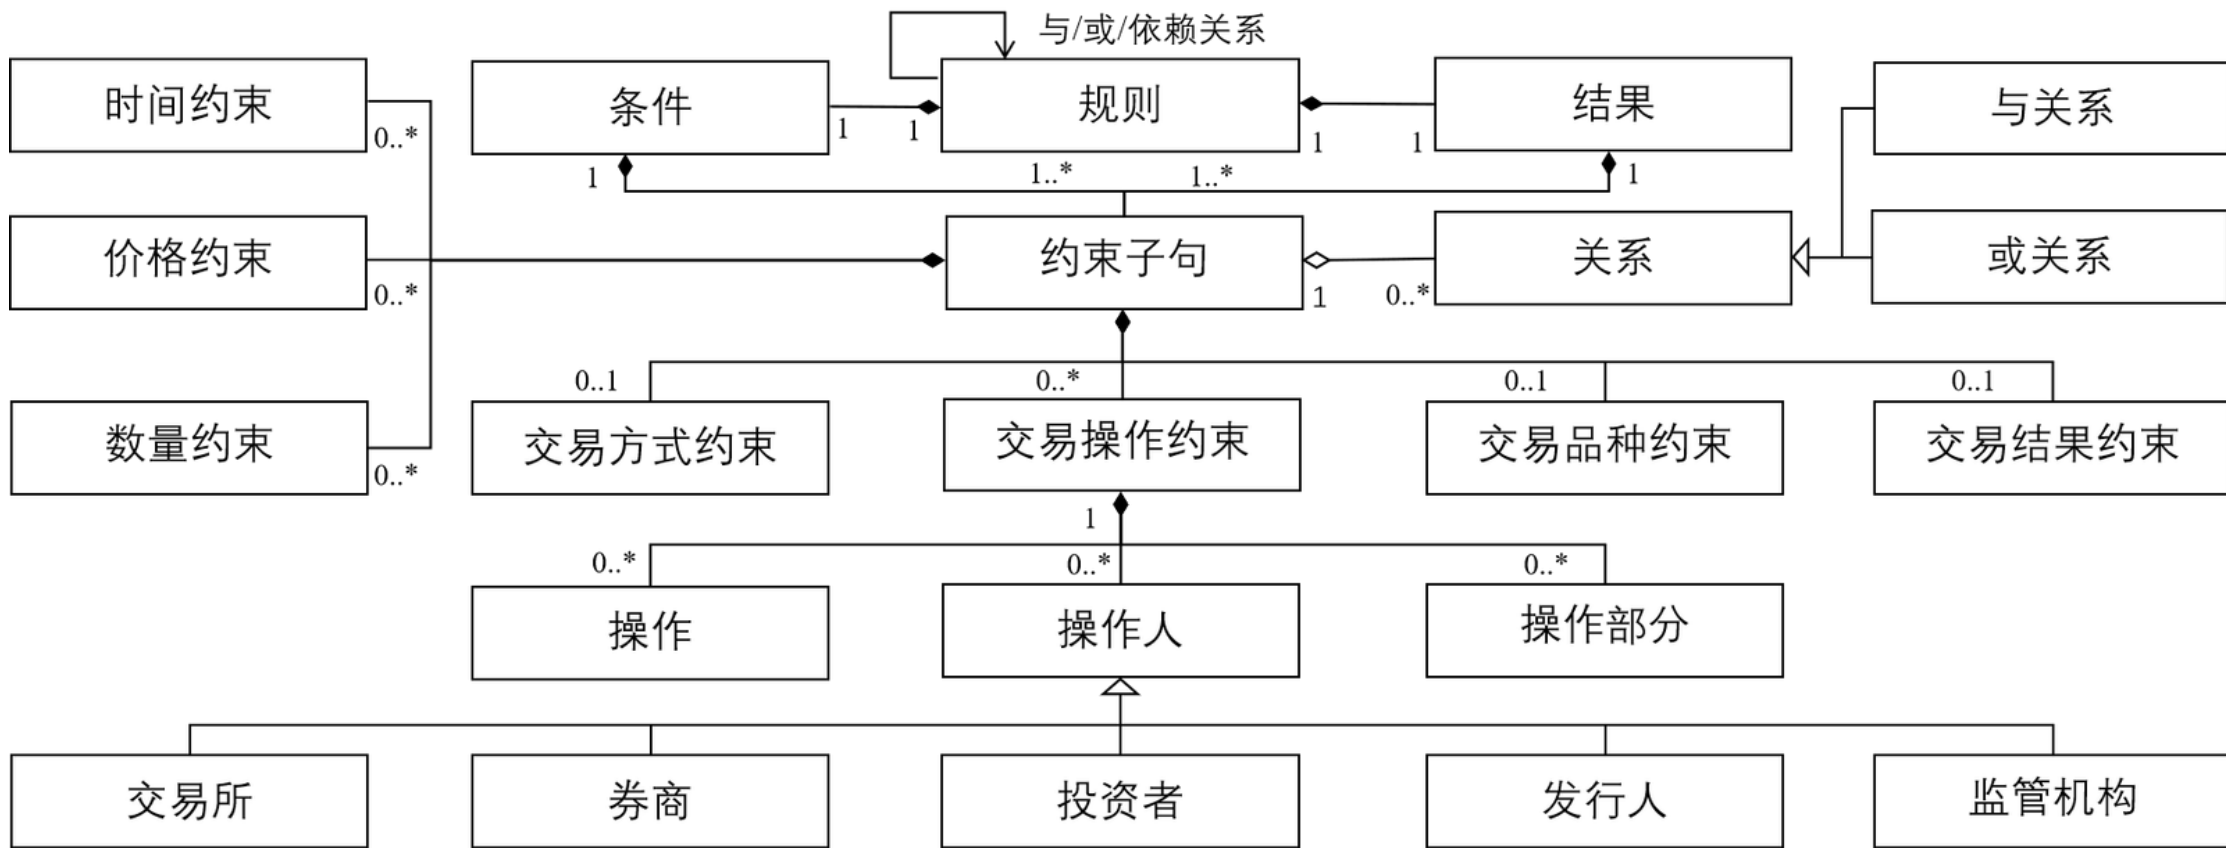 与/或/依赖关系
时间约束
条件
规则
结果
与关系
0..*
1
1
1
1
1
1..*
1..*
1
价格约束
约束子句
关系
或关系
0..*
1
0..*
0..1
0..*
0..1
0..1
数量约束
交易方式约束
交易操作约束
交易品种约束
交易结果约束
0..*
1
0..*
0..*
0..*
操作
操作人
操作部分
交易所
券商
投资者
发行人
监管机构